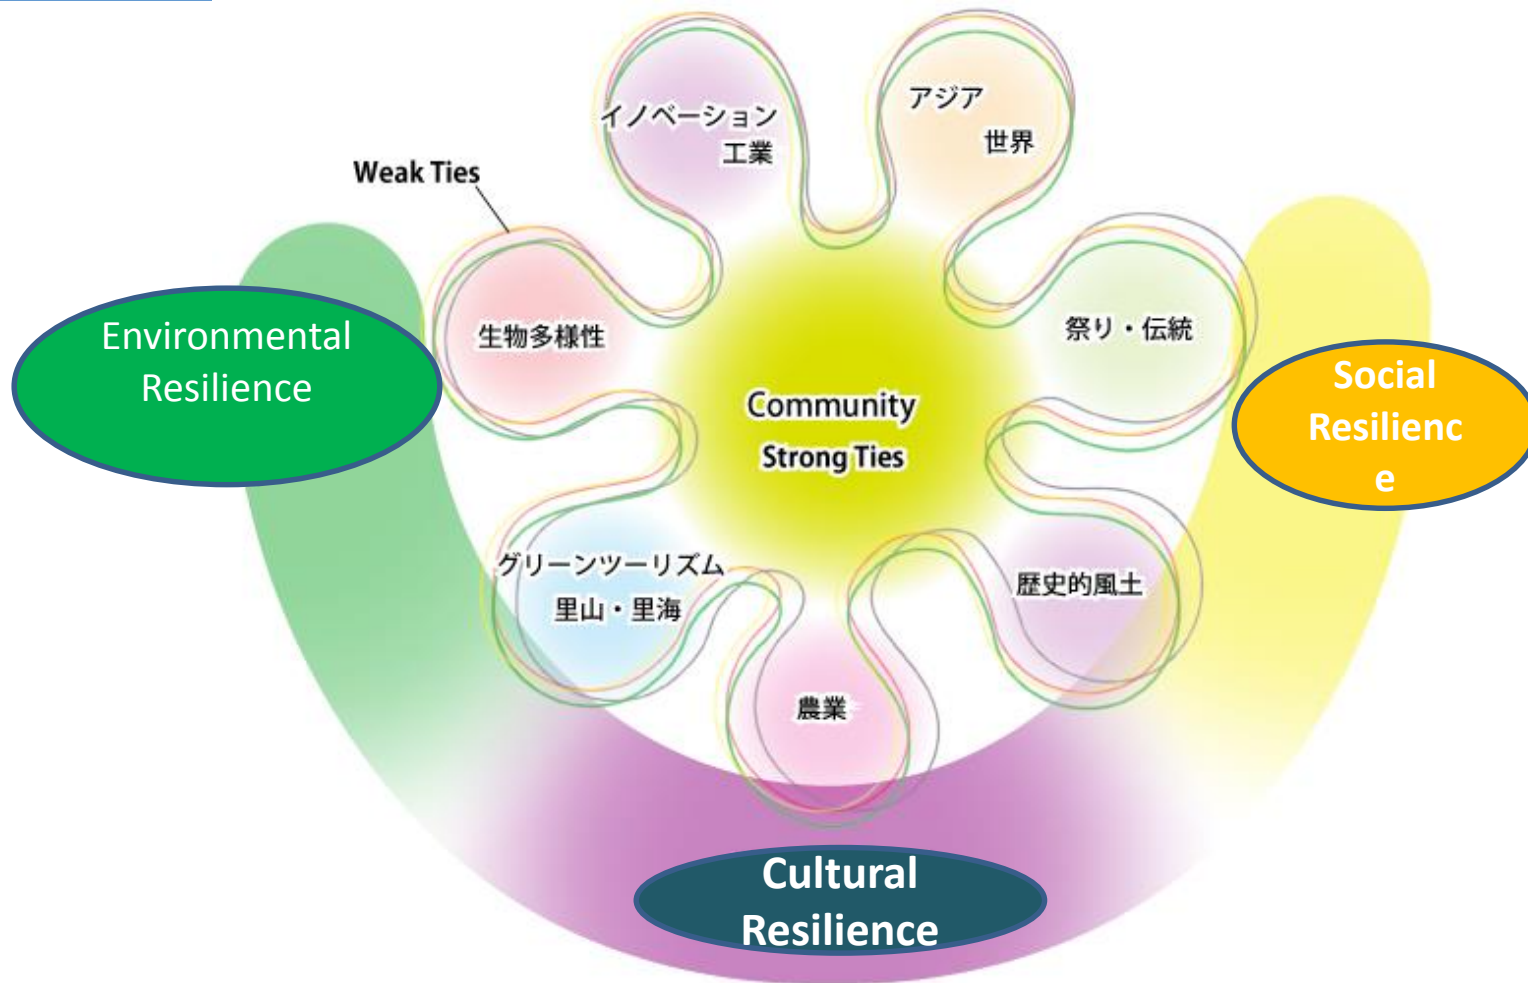 イノベーション
工業
アジア
世界
Weak Ties
生物多様性
祭り・伝統
Environmental
Resilience
Social
Resilienc
e
Community
Strong Ties
グリーンツーリズム
里山・里海
歴史的風土
農業
Cultural
Resilience